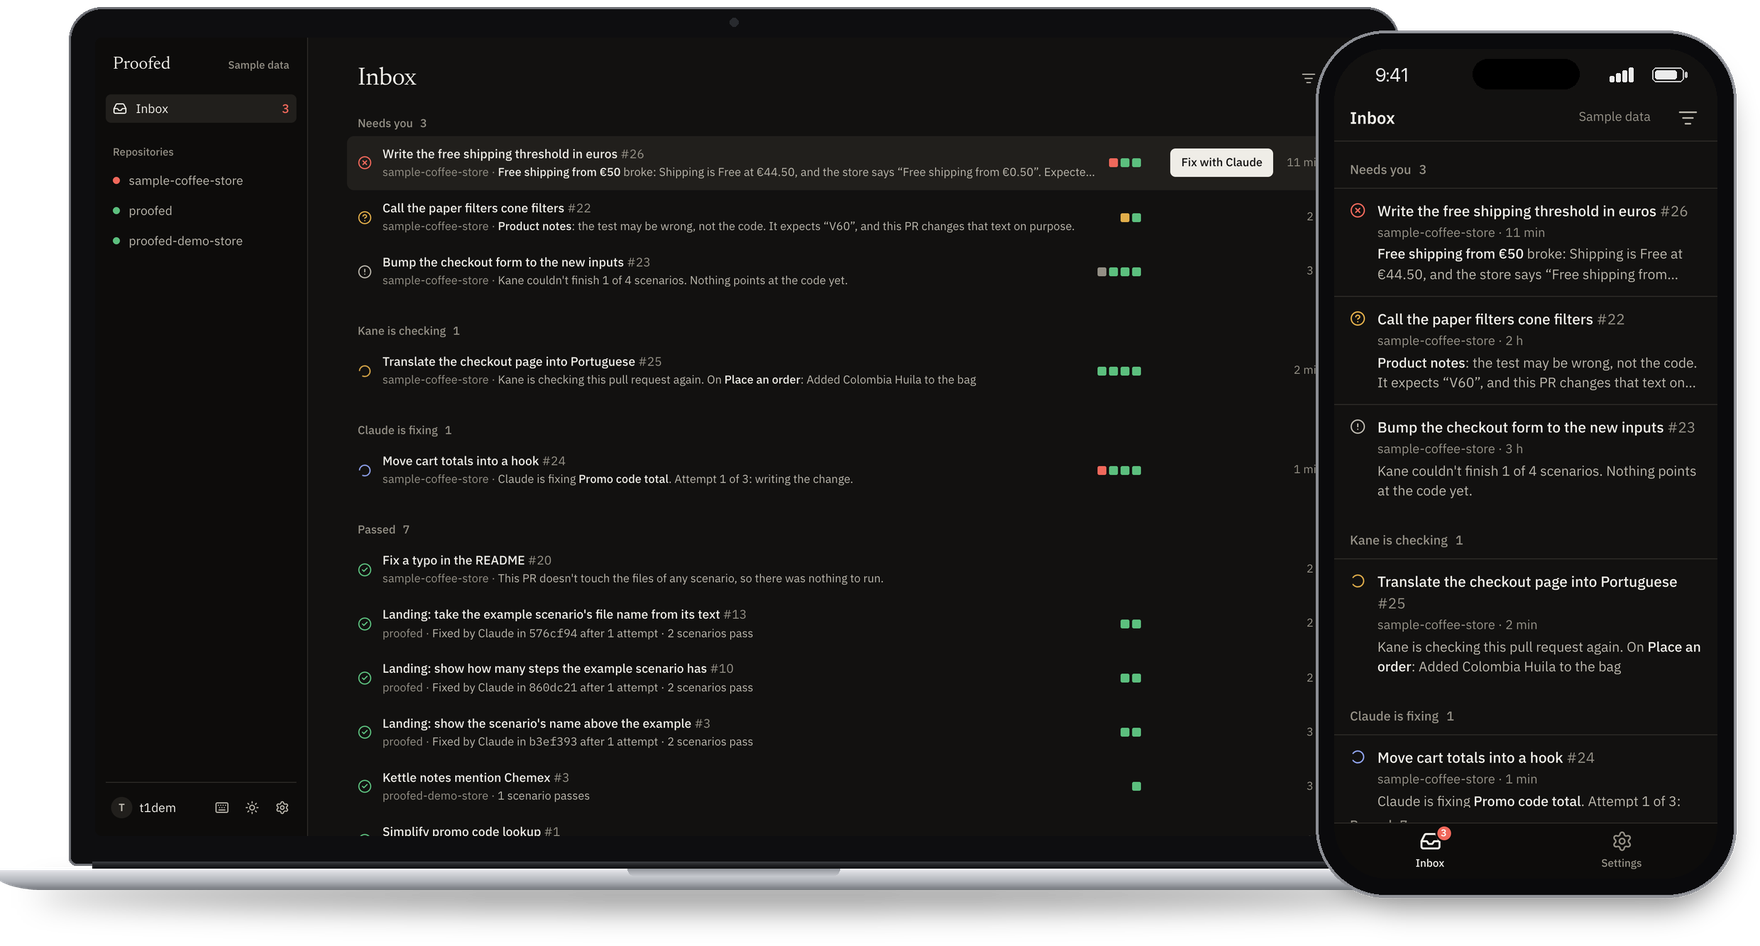 Proofed
Sample data
Inbox 3
Repositories
sample-coffee-store
proofed
proofed-demo-store
T t1dem
Inbox
Needs you 3
Write the free shipping threshold in euros #26
sample-coffee-store · Free shipping from €50 broke: Shipping is Free at €44.50, and the store says “Free shipping from €0.50”. Expecte...
Fix with Claude
11 mi
Call the paper filters cone filters #22
sample-coffee-store · Product notes: the test may be wrong, not the code. It expects “V60”, and this PR changes that text on purpose.
2
Bump the checkout form to the new inputs #23
sample-coffee-store · Kane couldn't finish 1 of 4 scenarios. Nothing points at the code yet.
3
Kane is checking 1
Translate the checkout page into Portuguese #25
sample-coffee-store · Kane is checking this pull request again. On Place an order: Added Colombia Huila to the bag
2 mi
Claude is fixing 1
Move cart totals into a hook #24
sample-coffee-store · Claude is fixing Promo code total. Attempt 1 of 3: writing the change.
1 mi
Passed 7
Fix a typo in the README #20
sample-coffee-store · This PR doesn't touch the files of any scenario, so there was nothing to run.
2
Landing: take the example scenario's file name from its text #13
proofed · Fixed by Claude in 576cf94 after 1 attempt · 2 scenarios pass
2
Landing: show how many steps the example scenario has #10
proofed · Fixed by Claude in 860dc21 after 1 attempt · 2 scenarios pass
2
Landing: show the scenario's name above the example #3
proofed · Fixed by Claude in b3ef393 after 1 attempt · 2 scenarios pass
3
Kettle notes mention Chemex #3
proofed-demo-store · 1 scenario passes
3
Simplify promo code lookup #1
9:41
Inbox
Sample data
Needs you 3
Write the free shipping threshold in euros #26
sample-coffee-store · 11 min
Free shipping from €50 broke: Shipping is Free at
€44.50, and the store says “Free shipping from...
Call the paper filters cone filters #22
sample-coffee-store · 2 h
Product notes: the test may be wrong, not the code.
It expects “V60”, and this PR changes that text on...
Bump the checkout form to the new inputs #23
sample-coffee-store · 3 h
Kane couldn't finish 1 of 4 scenarios. Nothing points
at the code yet.
Kane is checking 1
Translate the checkout page into Portuguese
#25
sample-coffee-store · 2 min
Kane is checking this pull request again. On Place an
order: Added Colombia Huila to the bag
Claude is fixing 1
Move cart totals into a hook #24
sample-coffee-store · 1 min
Claude is fixing Promo code total. Attempt 1 of 3:
3
Inbox
Settings